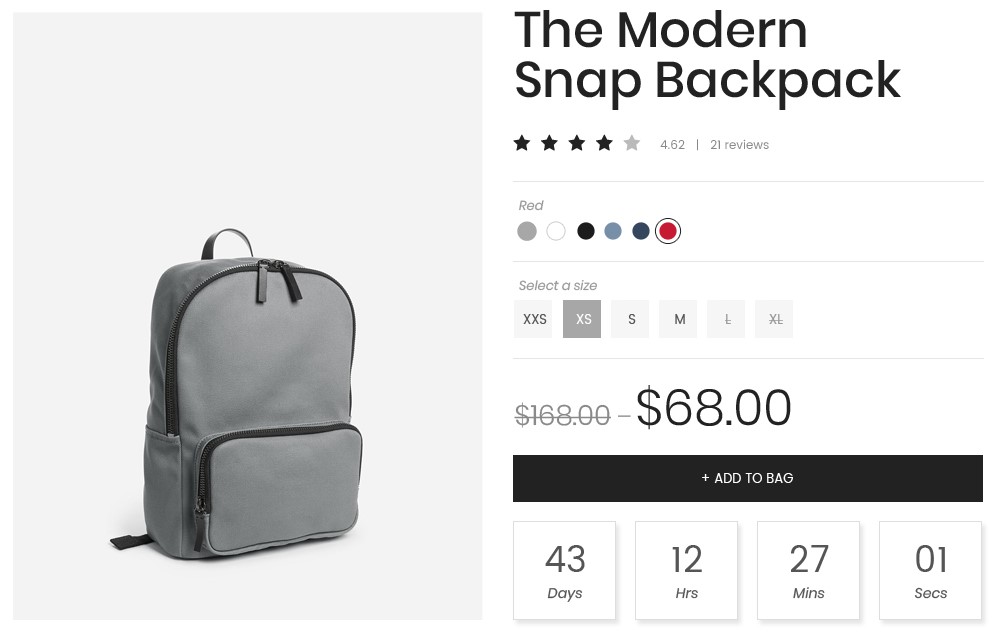 The Modern
Snap Backpack
4.62 | 21 reviews
Red
Select a size
XXS XS S M L XL
$168.00 – $68.00
+ ADD TO BAG
43 12 27 01
Days Hrs Mins Secs